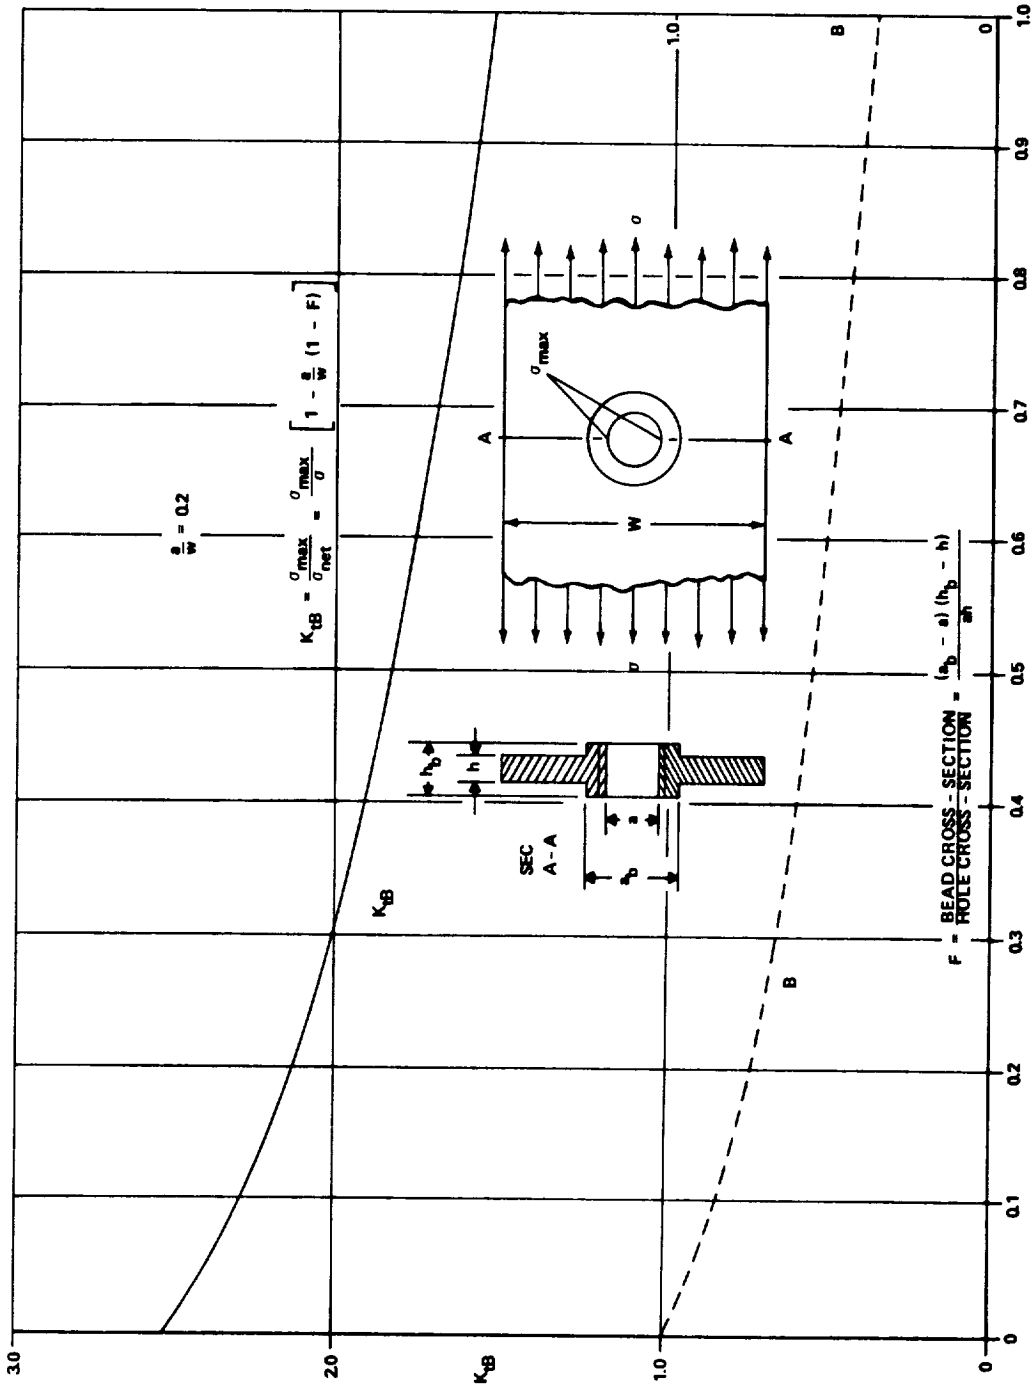 3.0
2.0
K_tB
1.0
0
a/w = 0.2
K_tB = σ_max/σ_net = σ_max/σ [1 - a/w (1 - F)]
K_tB
SEC
A - A
h_b
h
a
a_b
σ
W
A
A
σ_max
σ
B
F = BEAD CROSS - SECTION/HOLE CROSS - SECTION = (a_b - a) (h_b - h)/ah
1.0
B
0
0
0.1
0.2
0.3
0.4
0.5
0.6
0.7
0.8
0.9
1.0